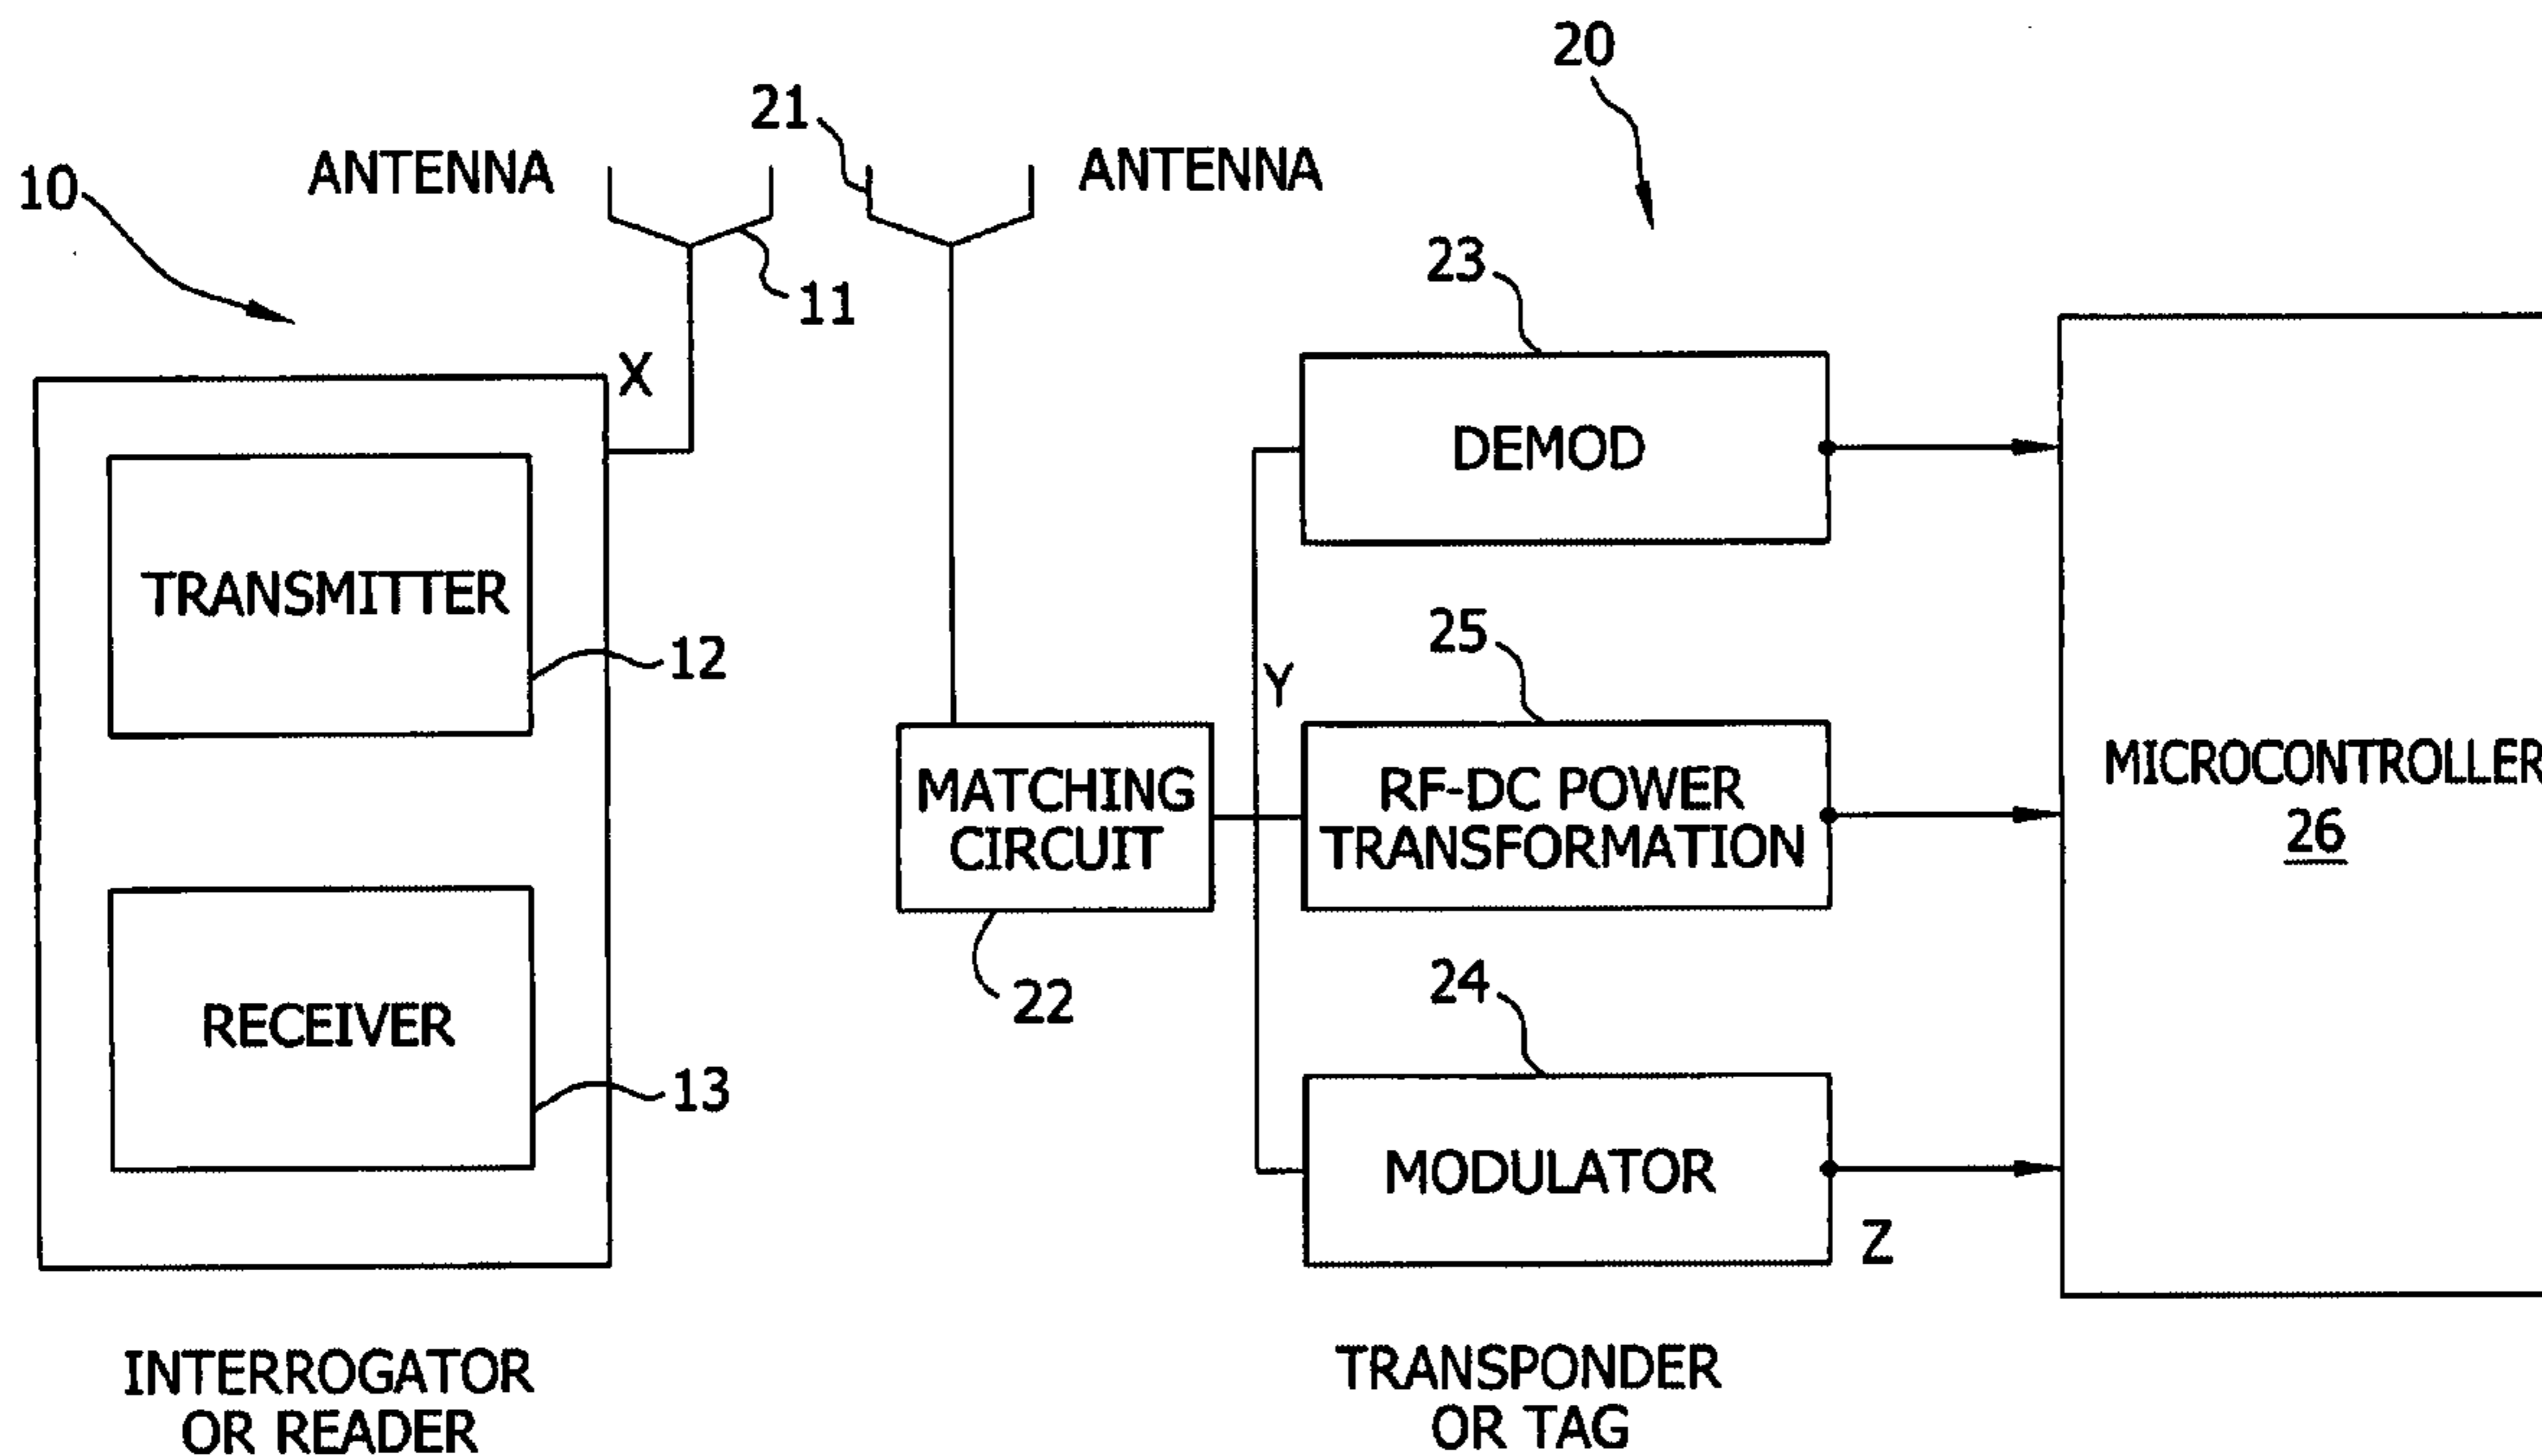 20
21
ANTENNA
ANTENNA
10
11
23
X
DEMOD
TRANSMITTER
12
25
Y
MATCHING
CIRCUIT
RF-DC POWER
TRANSFORMATION
MICROCONTROLLER
26
22
24
RECEIVER
13
MODULATOR
Z
INTERROGATOR
OR READER
TRANSPONDER
OR TAG